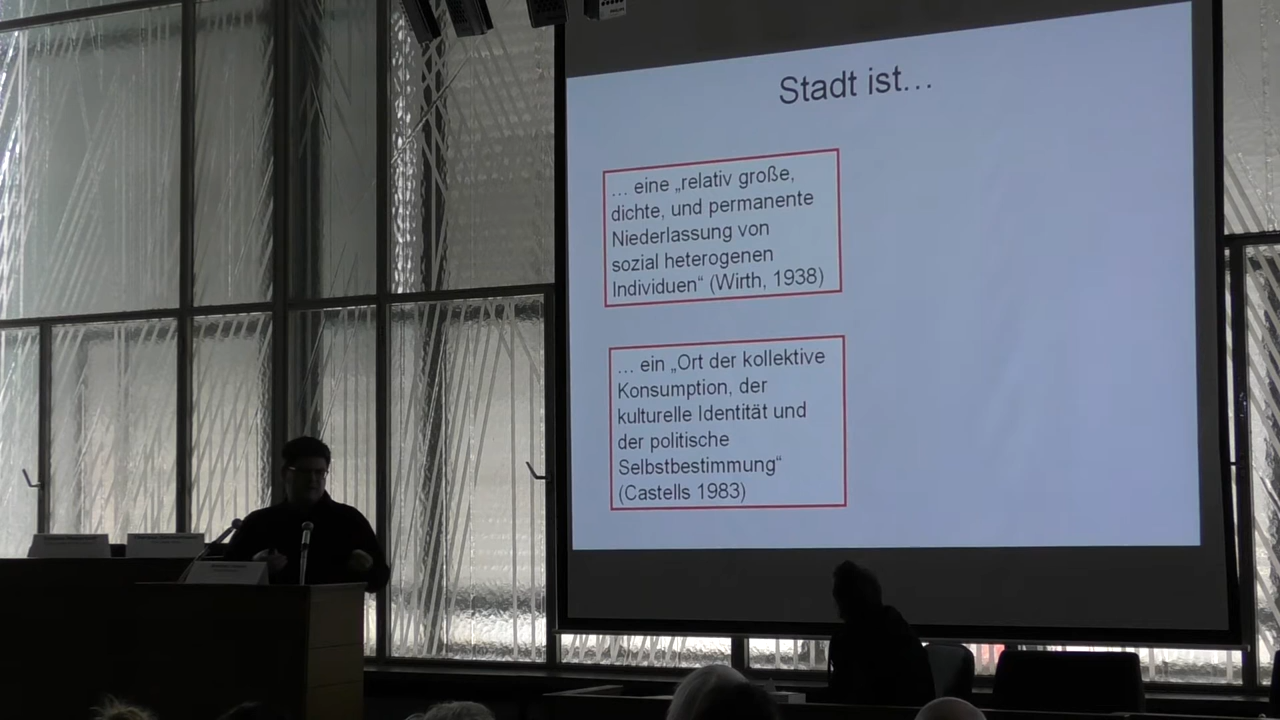 Stadt ist…
… eine „relativ große,
dichte, und permanente
Niederlassung von
sozial heterogenen
Individuen“ (Wirth, 1938)
… ein „Ort der kollektive
Konsumption, der
kulturelle Identität und
der politische
Selbstbestimmung“
(Castells 1983)